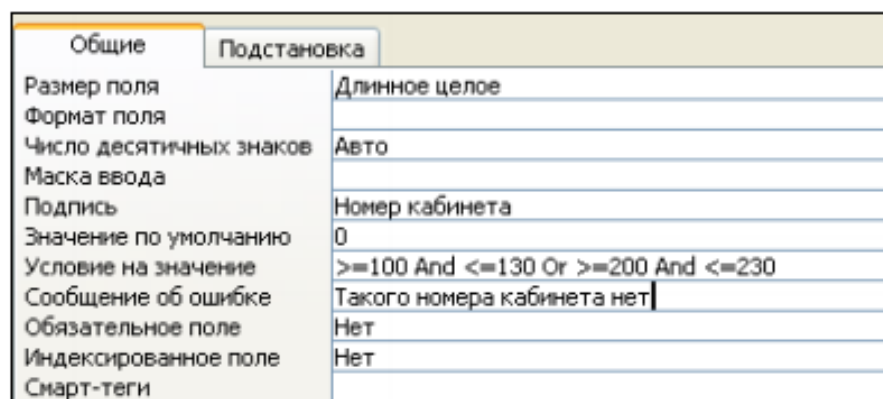 Общие Подстановка
Размер поля Длинное целое
Формат поля
Число десятичных знаков Авто
Маска ввода
Подпись Номер кабинета
Значение по умолчанию 0
Условие на значение >=100 And <=130 Or >=200 And <=230
Сообщение об ошибке Такого номера кабинета нет
Обязательное поле Нет
Индексированное поле Нет
Смарт-теги